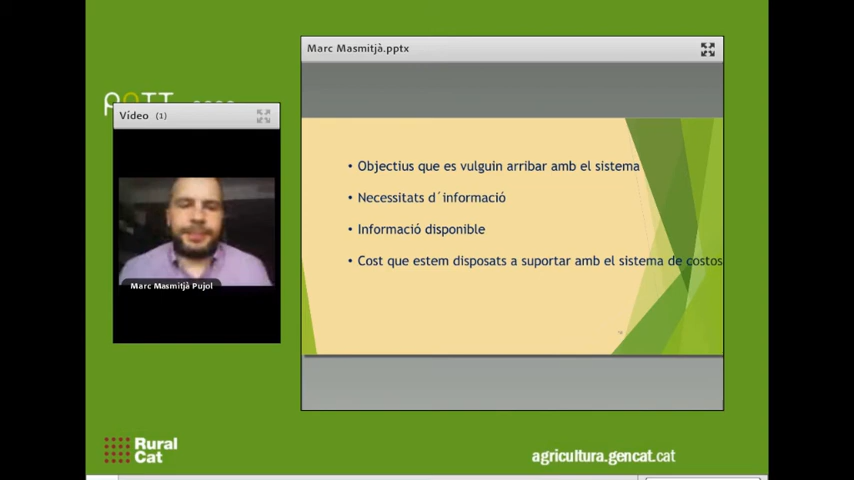 Marc Masmitjà.pptx
Vídeo (1)
• Objectius que es vulguin arribar amb el sistema
• Necessitats d´informació
• Informació disponible
• Cost que estem disposats a suportar amb el sistema de costos
Marc Masmitjà Pujol
Rural
Cat
agricultura.gencat.cat